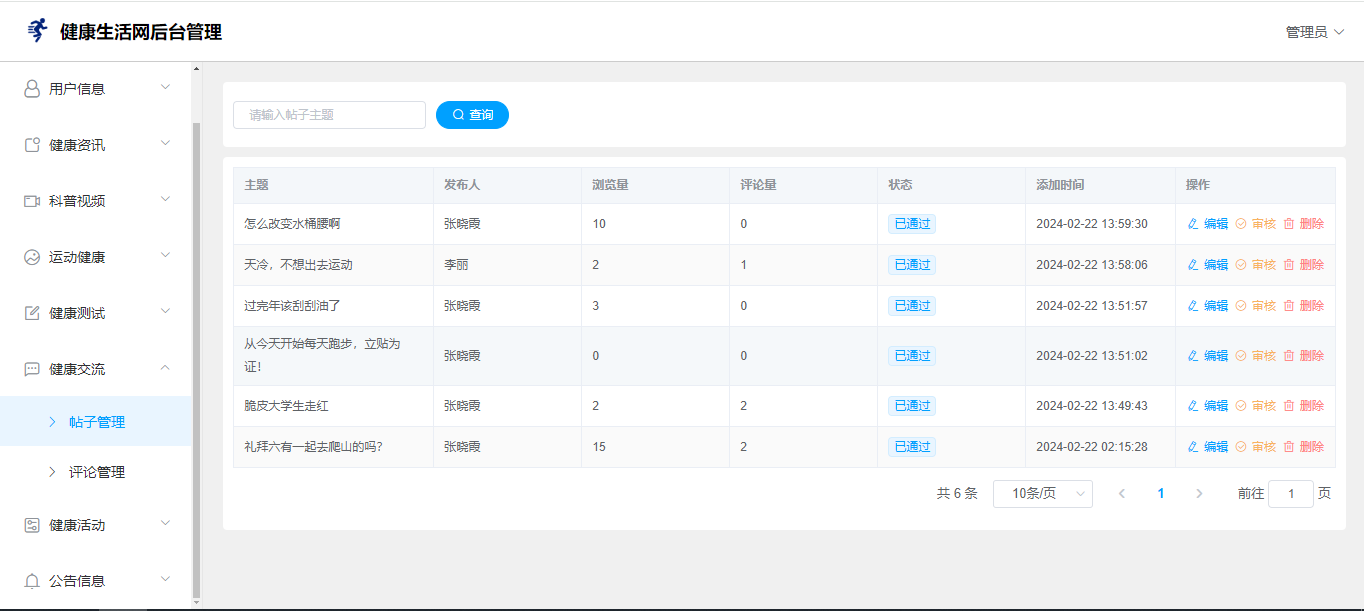 健康生活网后台管理
管理员
用户信息
健康资讯
科普视频
运动健康
健康测试
健康交流
帖子管理
评论管理
健康活动
公告信息
请输入帖子主题 查询
主题 发布人 浏览量 评论量 状态 添加时间 操作
怎么改变水桶腰啊 张晓霞 10 0 已通过 2024-02-22 13:59:30 编辑 审核 删除
天冷，不想出去运动 李丽 2 1 已通过 2024-02-22 13:58:06 编辑 审核 删除
过完年该刮刮油了 张晓霞 3 0 已通过 2024-02-22 13:51:57 编辑 审核 删除
从今天开始每天跑步，立贴为
证！ 张晓霞 0 0 已通过 2024-02-22 13:51:02 编辑 审核 删除
脆皮大学生走红 张晓霞 2 2 已通过 2024-02-22 13:49:43 编辑 审核 删除
礼拜六有一起去爬山的吗? 张晓霞 15 2 已通过 2024-02-22 02:15:28 编辑 审核 删除
共 6 条 10条/页 1 前往 1 页